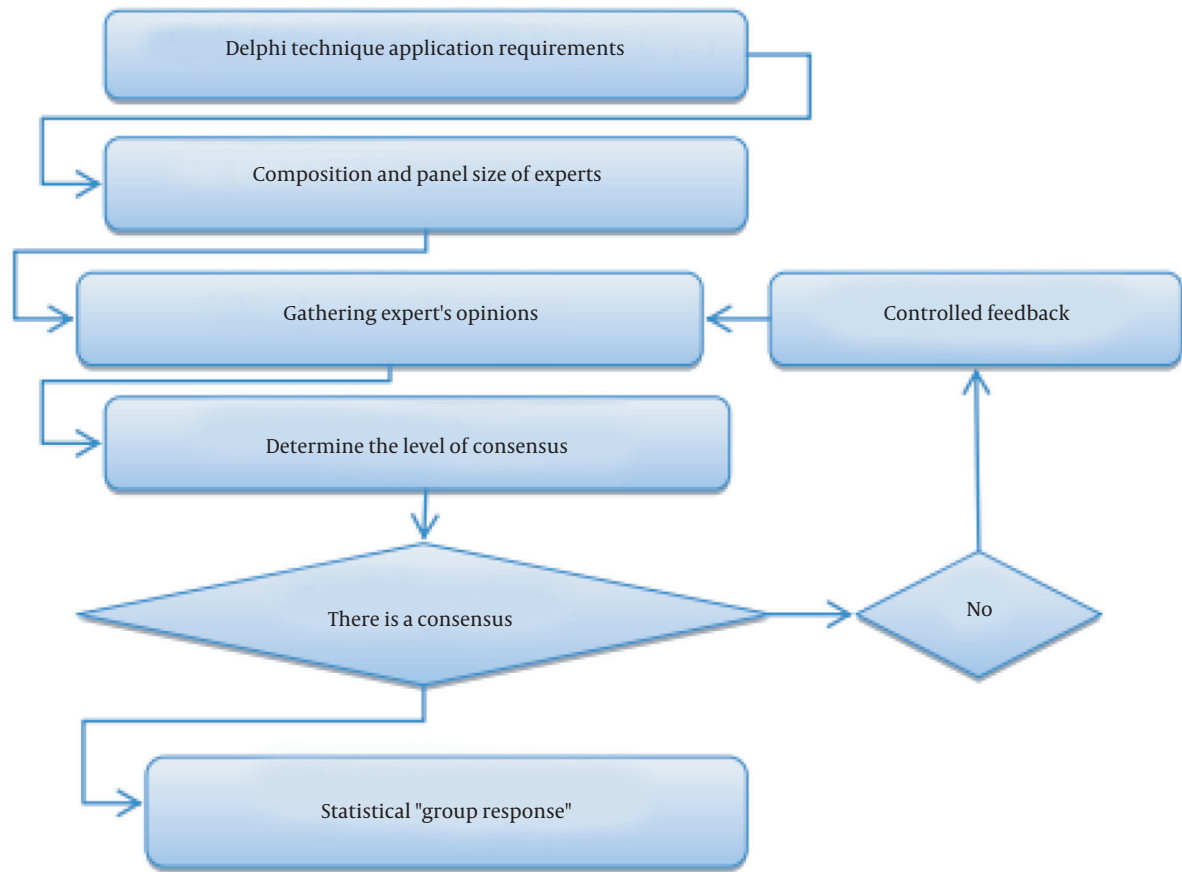 Delphi technique application requirements
Composition and panel size of experts
Gathering expert's opinions
Controlled feedback
Determine the level of consensus
There is a consensus
No
Statistical "group response"